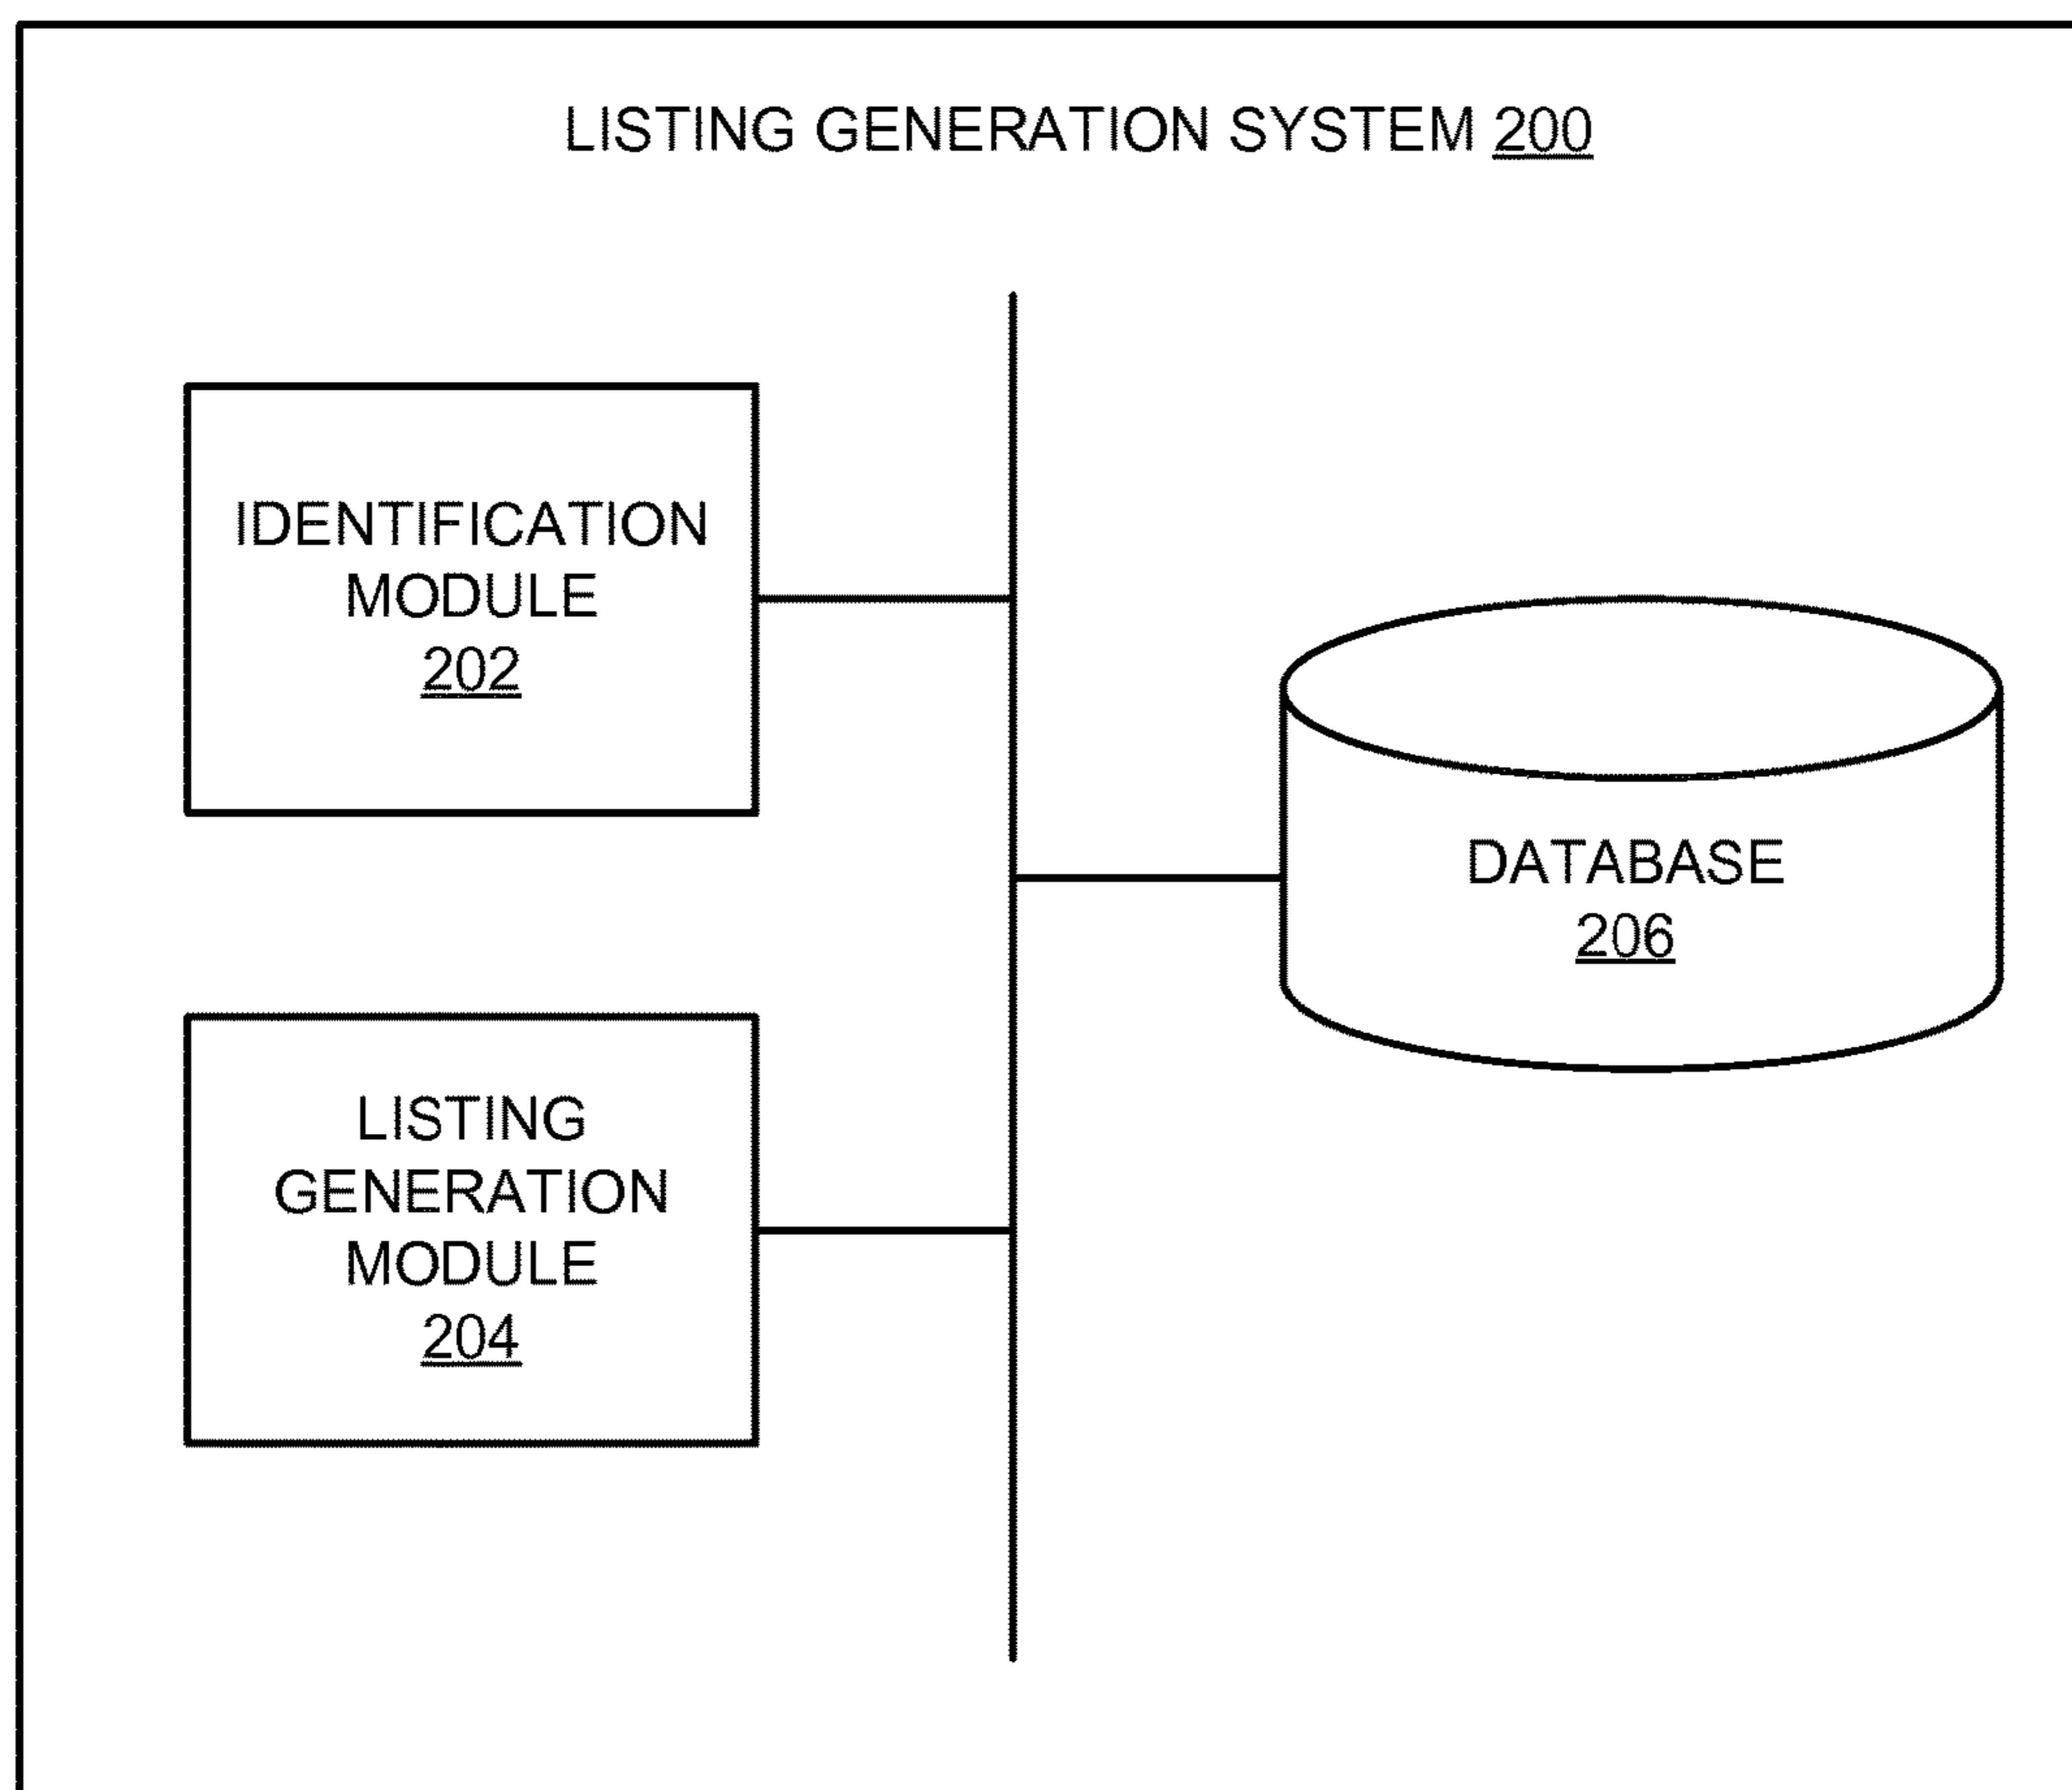 LISTING GENERATION SYSTEM 200
IDENTIFICATION
MODULE
202
DATABASE
206
LISTING
GENERATION
MODULE
204